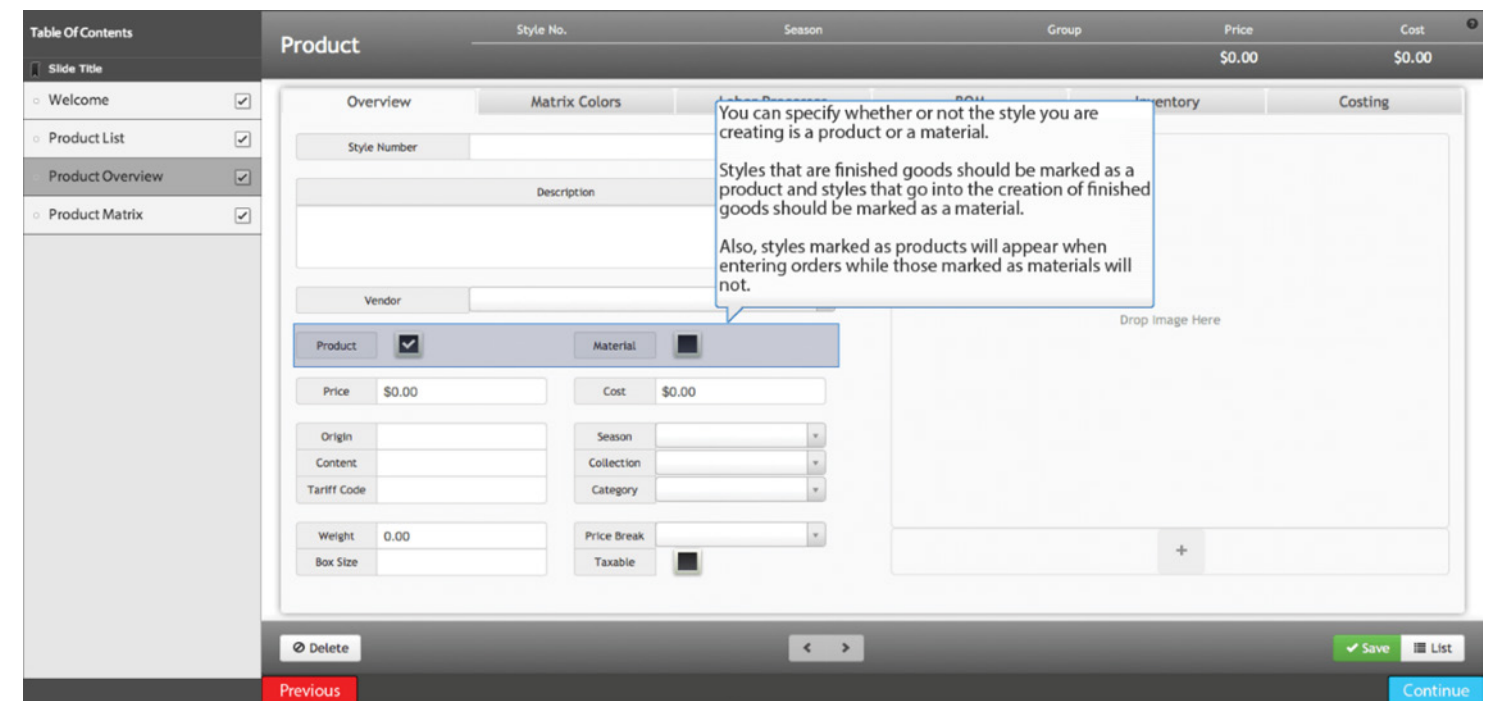 Table Of Contents
Slide Title
Welcome
Product List
Product Overview
Product Matrix
Product
Style No.
Season
Group
Price
Cost
$0.00
$0.00
Overview
Matrix Colors
Inventory
Costing
Style Number
Description
Vendor
You can specify whether or not the style you are
creating is a product or a material.
Styles that are finished goods should be marked as a
product and styles that go into the creation of finished
goods should be marked as a material.
Also, styles marked as products will appear when
entering orders while those marked as materials will
not.
Product
Material
Price $0.00
Cost $0.00
Origin
Season
Content
Collection
Tariff Code
Category
Weight 0.00
Price Break
Box Size
Taxable
Drop Image Here
+
Delete
< >
Save
List
Previous
Continue